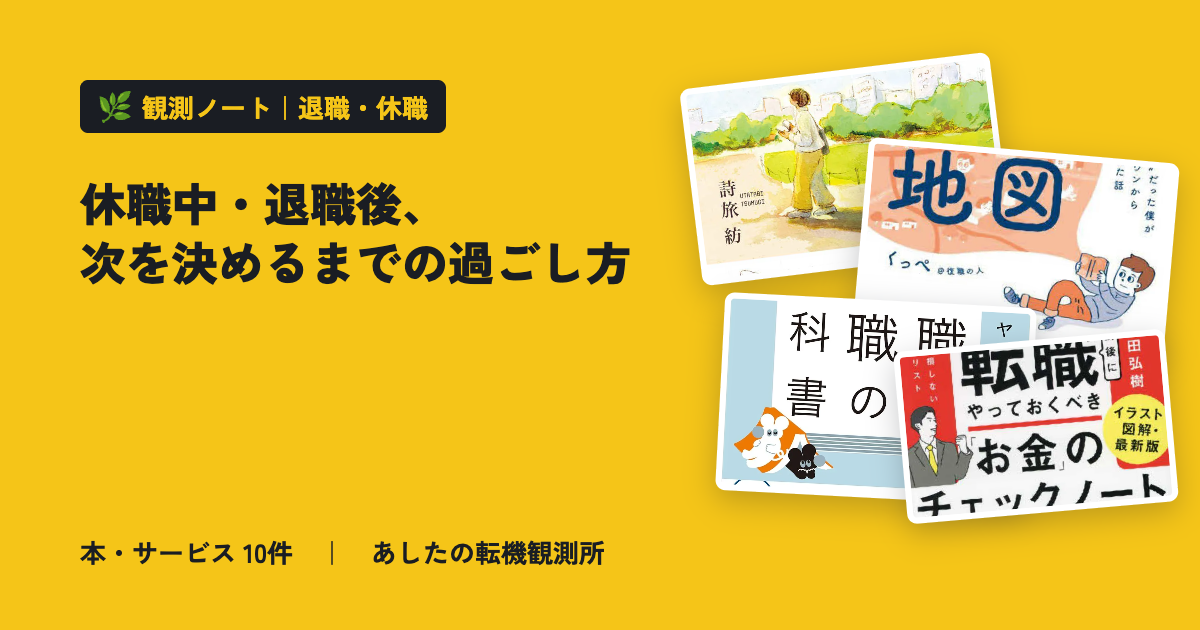 🌿 観測ノート｜退職・休職
休職中・退職後、
次を決めるまでの過ごし方
本・サービス 10件 ｜ あしたの転機観測所
詩旅 紡
UTATABI
TSUMUGI
地図
だった僕が
ソンから
た話
くっぺ @復職の人
職
職の
科書
ヤ
転職
後に
やっておくべき
「お金」の
チェックノート
損しない
リスト
田弘樹
イラスト
図解・
最新版